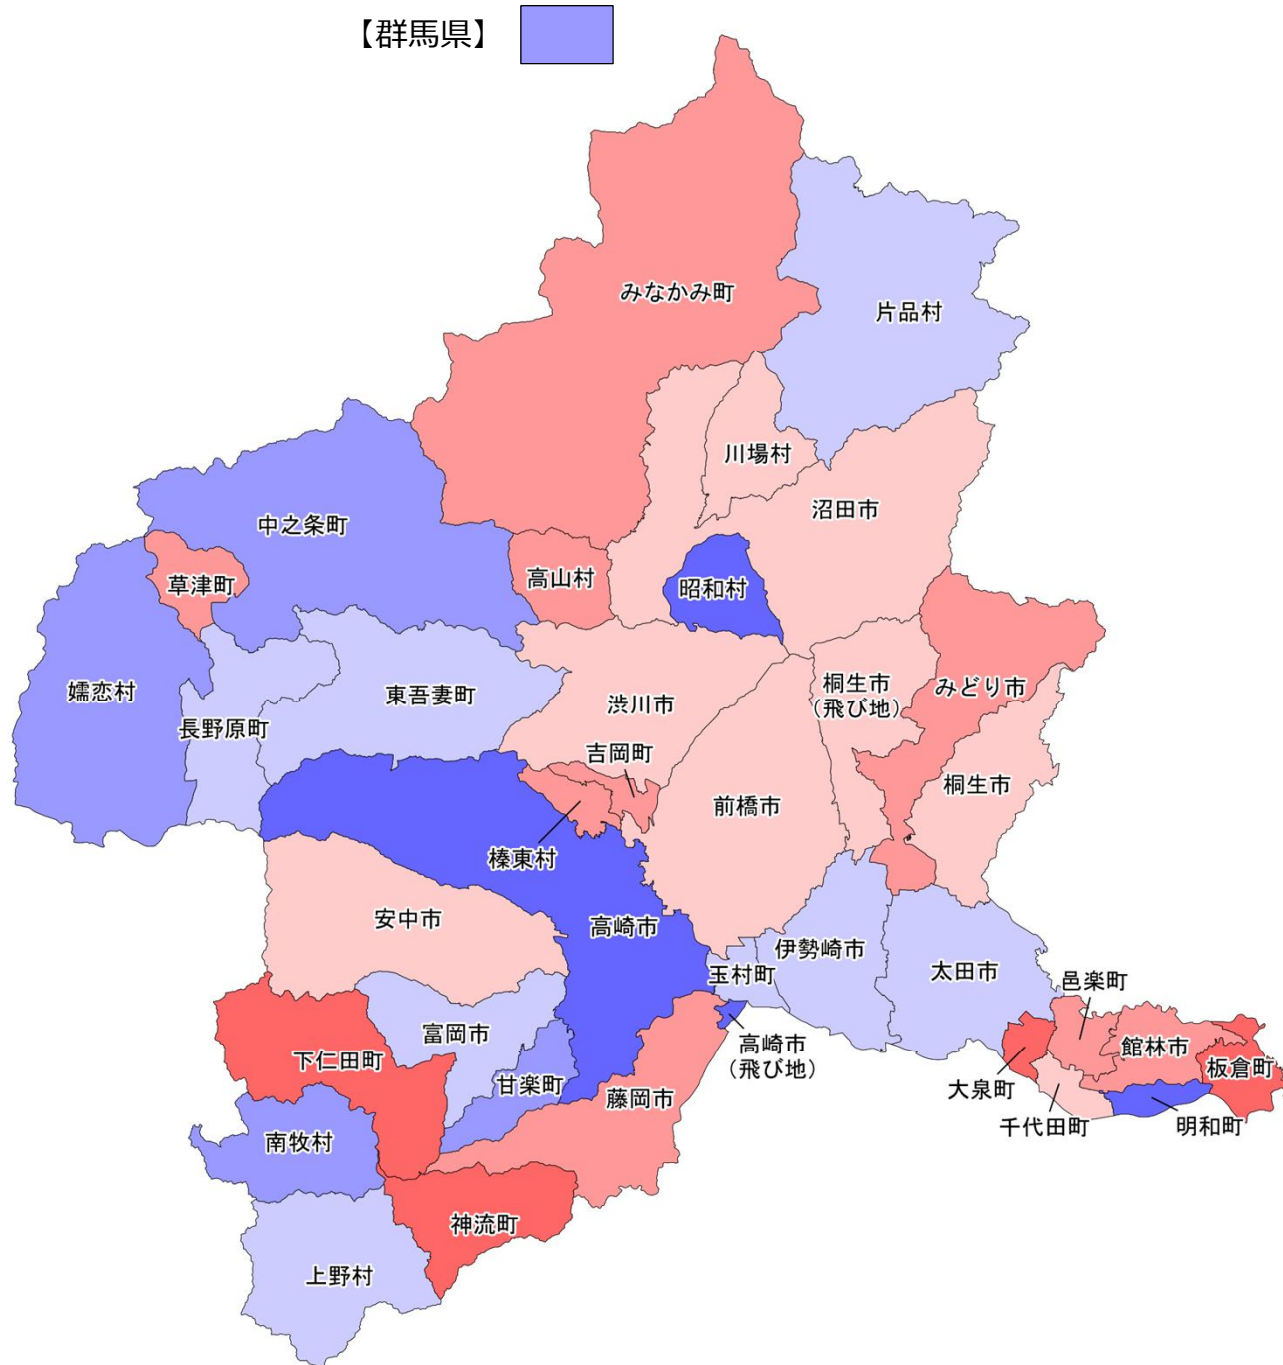 【群馬県】
みなかみ町
片品村
川場村
沼田市
中之条町
草津町
高山村
昭和村
嬬恋村
長野原町
東吾妻町
渋川市
桐生市
(飛び地)
みどり市
吉岡町
前橋市
桐生市
榛東村
安中市
高崎市
玉村町
伊勢崎市
太田市
邑楽町
富岡市
高崎市
(飛び地)
館林市
板倉町
下仁田町
甘楽町
藤岡市
大泉町
千代田町
明和町
南牧村
神流町
上野村